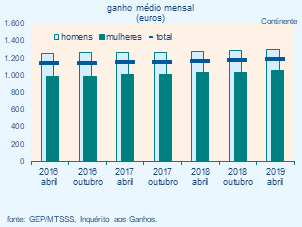 ganho médio mensal
(euros)
Continente
1.600
1.400
1.200
1.000
800
600
400
200
0
homens mulheres total
2016 abril
2016 outubro
2017 abril
2017 outubro
2018 abril
2018 outubro
2019 abril
fonte: GEP/MTSSS, Inquérito aos Ganhos.